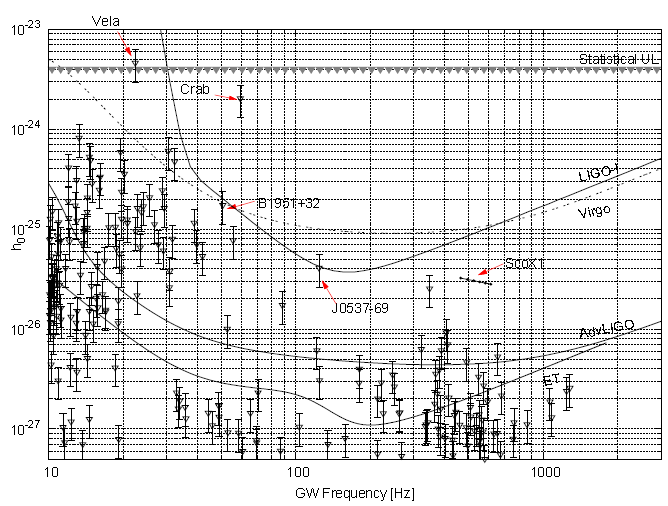 10⁻²³
Vela
Statistical UL
Crab
10⁻²⁴
LIGO-I
B1951+32
Virgo
10⁻²⁵
h₀
ScoX1
J0537-69
10⁻²⁶
AdvLIGO
ET
10⁻²⁷
10 100 1000
GW Frequency [Hz]